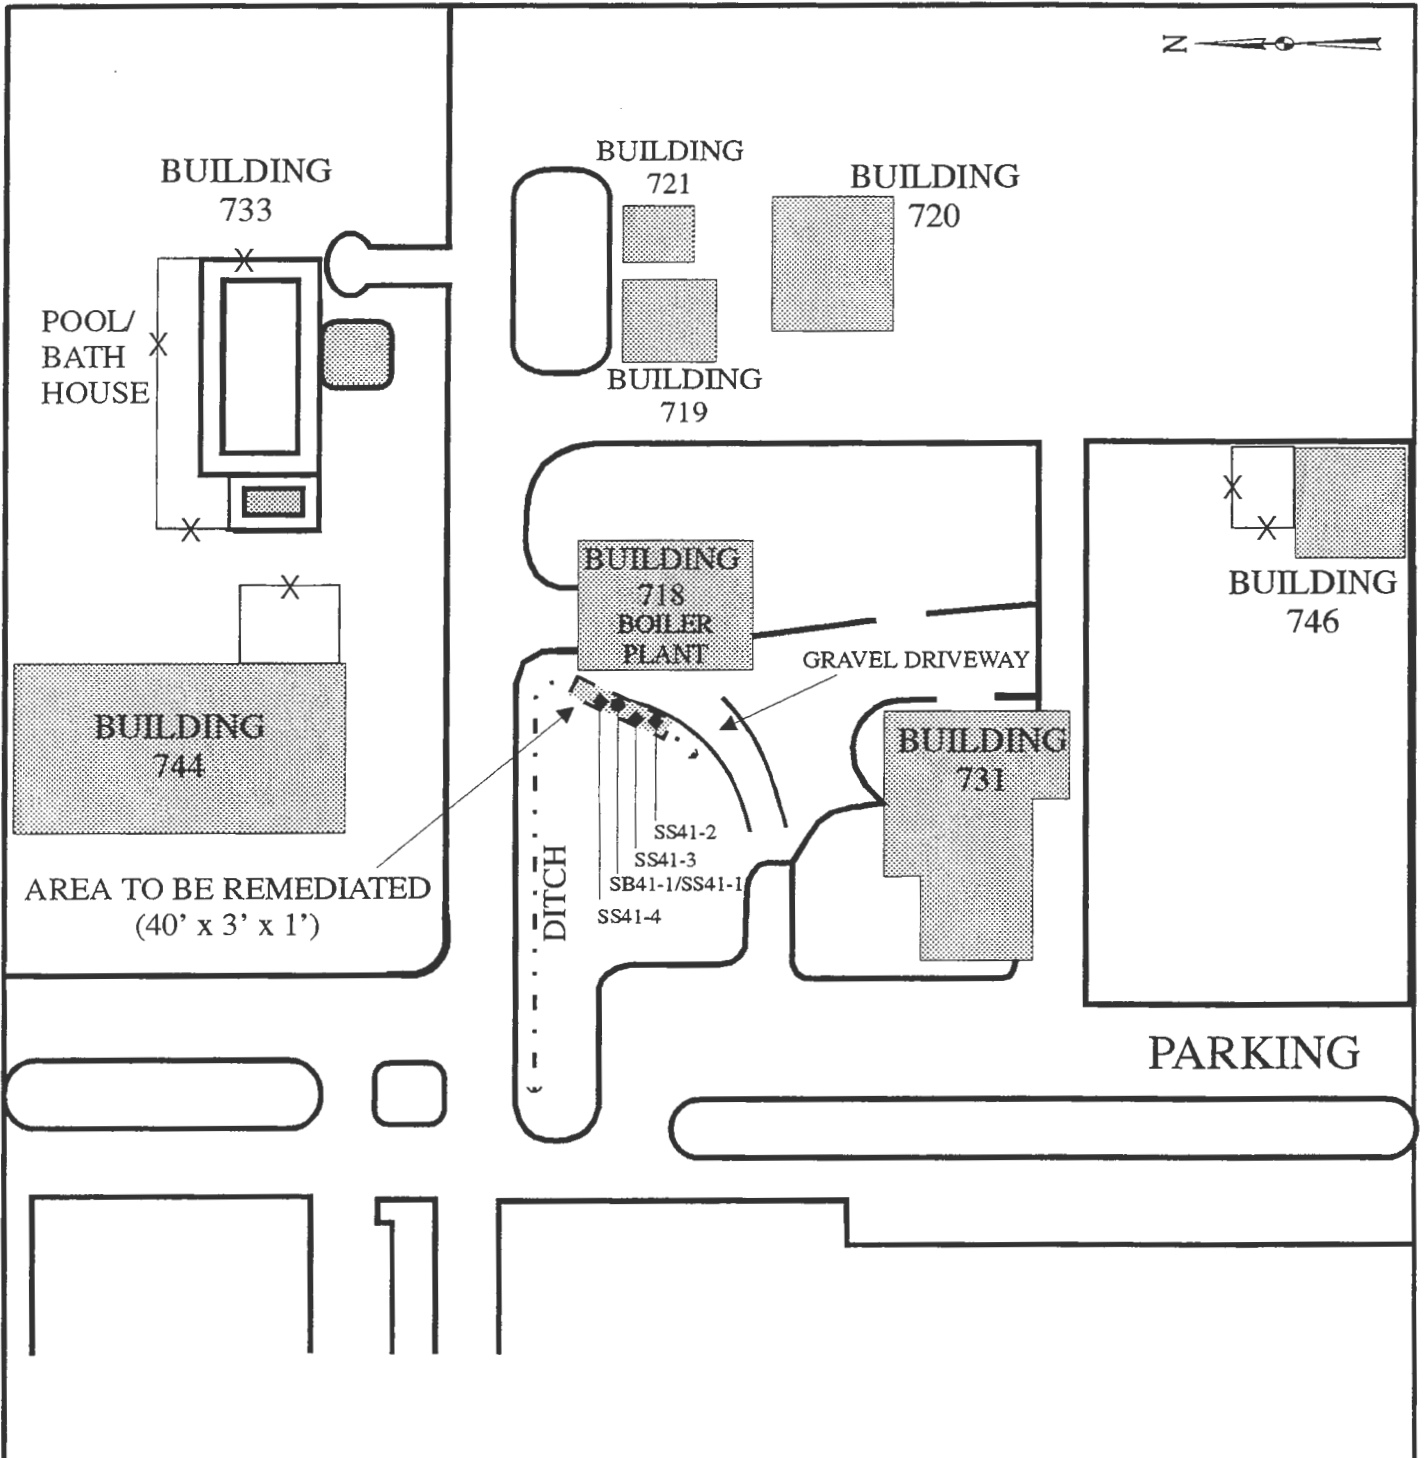 N
BUILDING
721
BUILDING
733
BUILDING
720
POOL/
BATH
HOUSE
BUILDING
719
BUILDING
718
BOILER
PLANT
BUILDING
746
GRAVEL DRIVEWAY
BUILDING
744
BUILDING
731
SS41-2
SS41-3
SB41-1/SS41-1
SS41-4
DITCH
AREA TO BE REMEDIATED
(40’ x 3’ x 1’)
PARKING